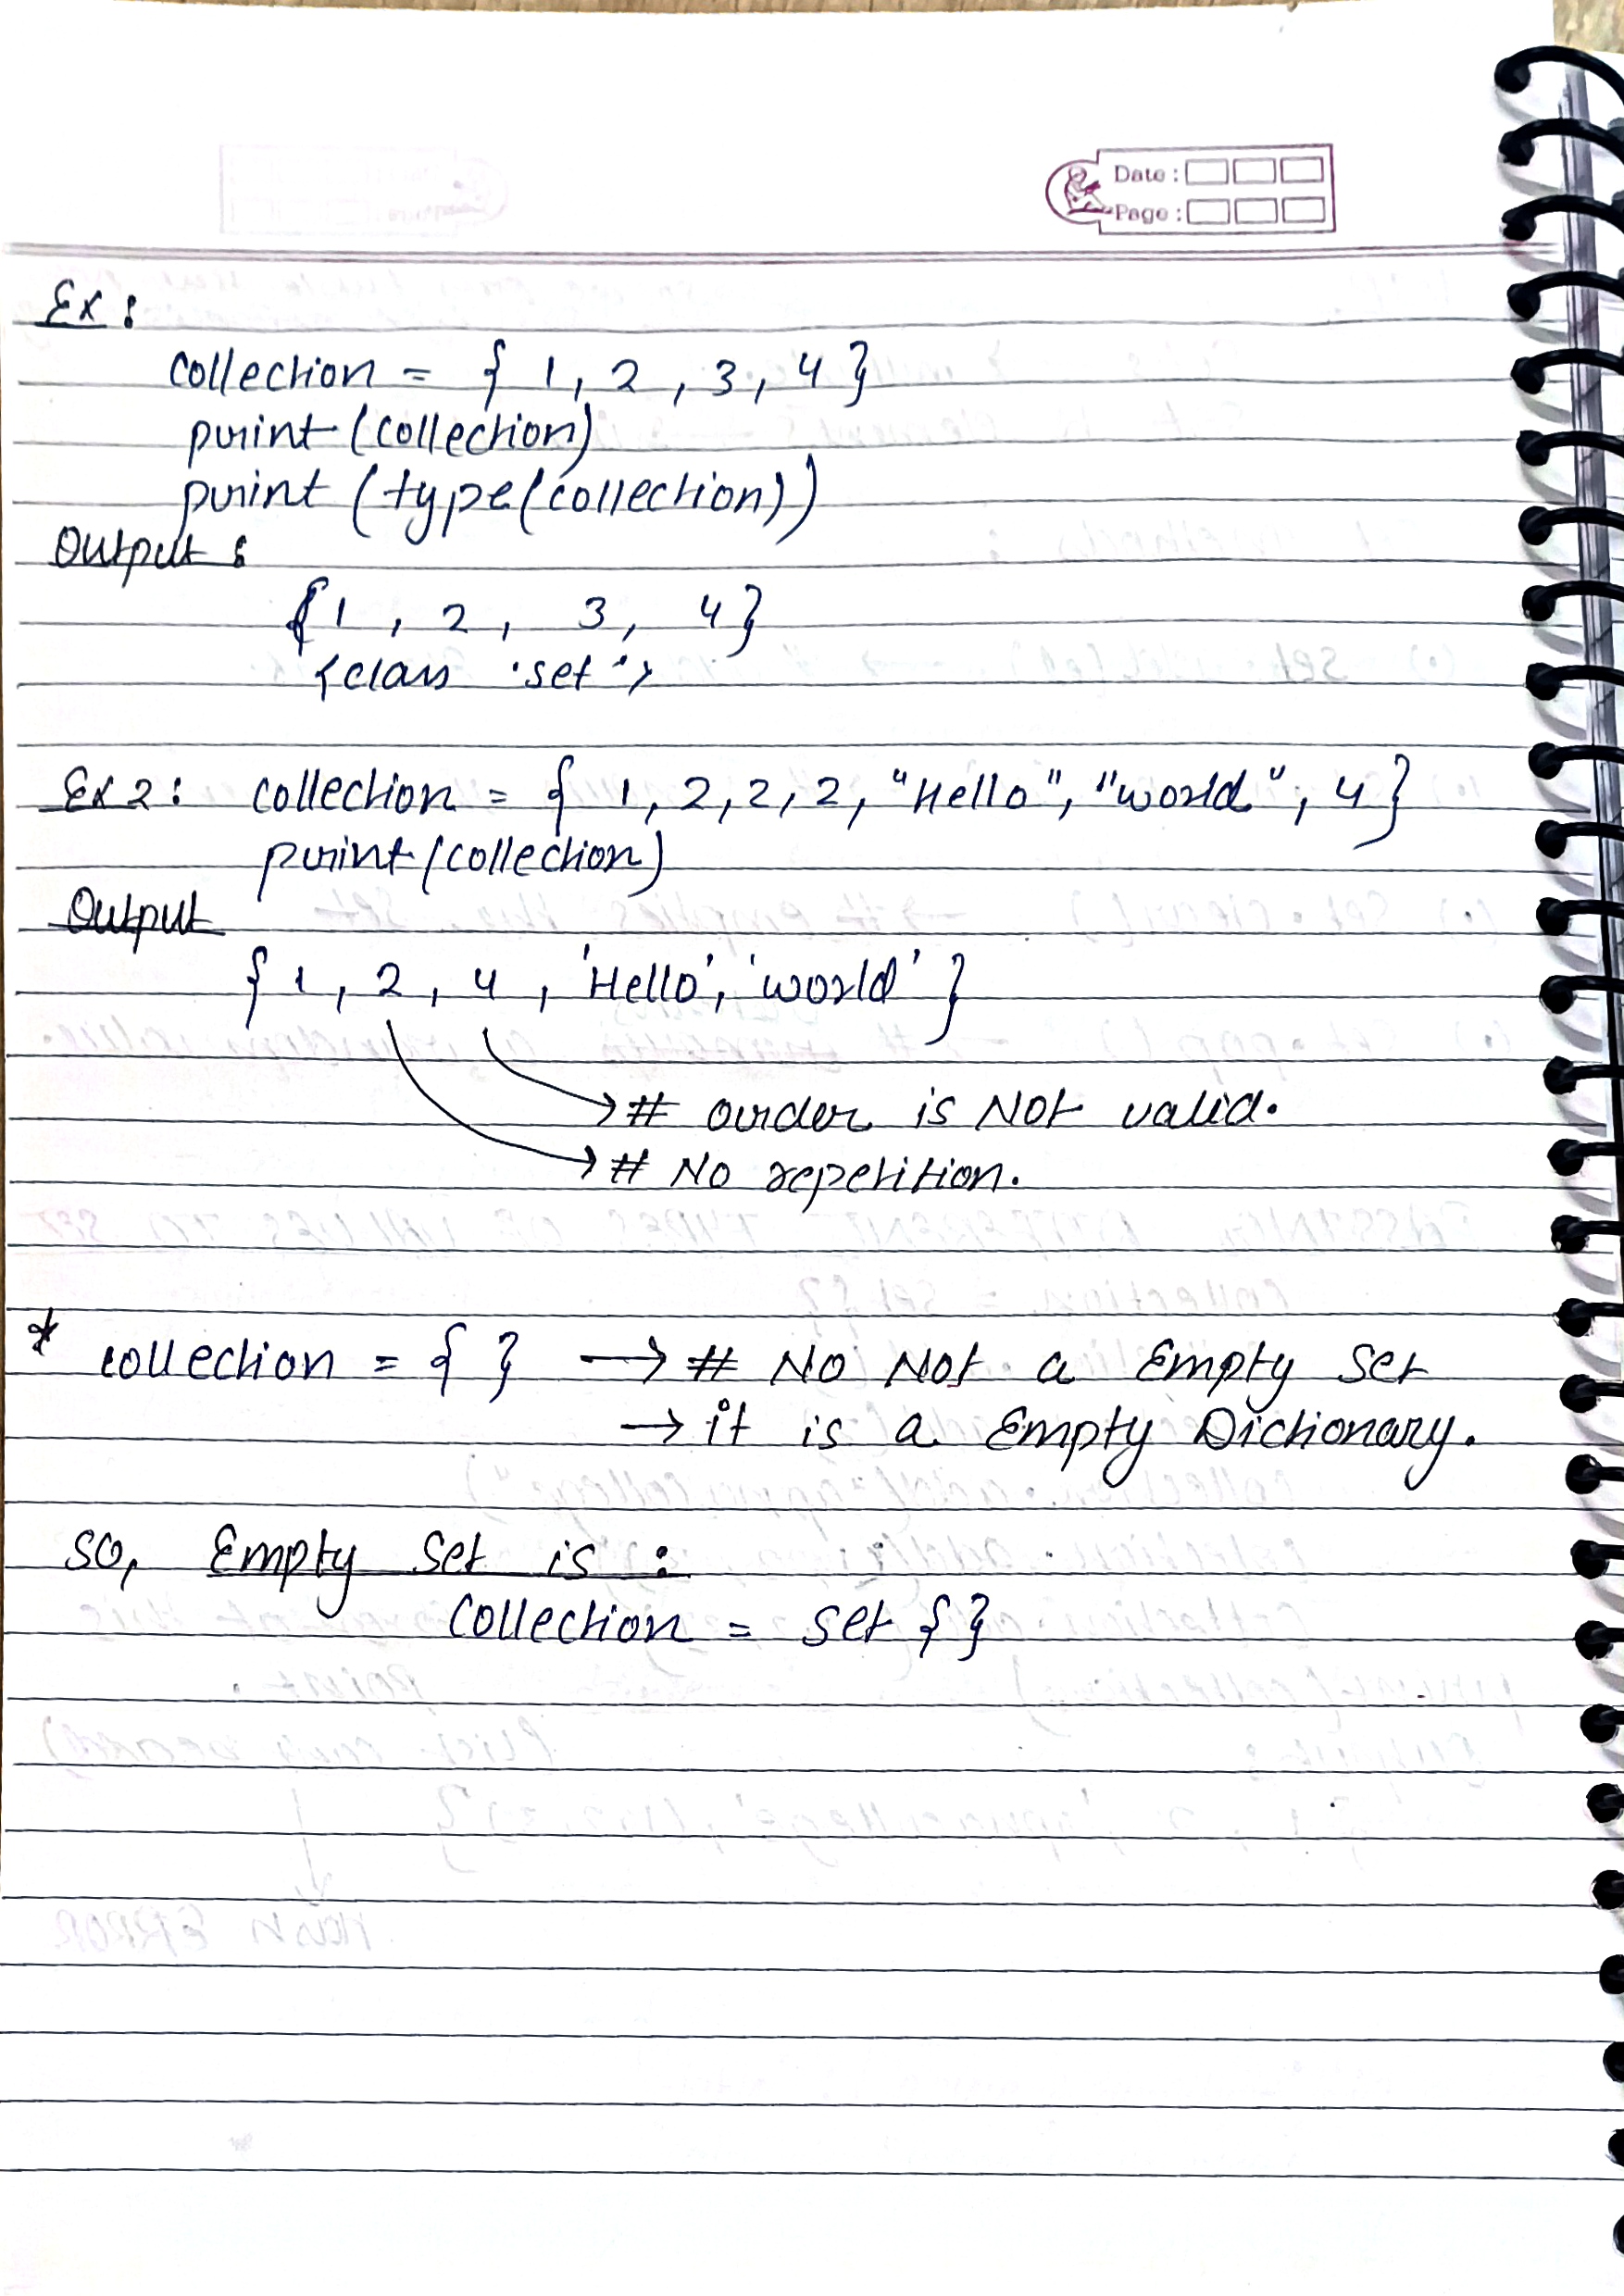 Date :
Page :
Ex :
collection = { 1, 2, 3, 4 }
print (collection)
print (type(collection))
Output :
{1, 2, 3, 4}
<class 'set'>
Ex 2 : collection = { 1, 2, 2, 2, "Hello", "world", 4 }
print (collection)
Output
{ 1, 2, 4, 'Hello', 'world' }
→ # order is NOT valid.
→ # No repetition.
* collection = { } → # NO NOT a Empty Set
→ it is a Empty Dictionary.
SO, Empty Set is :
collection = set { }